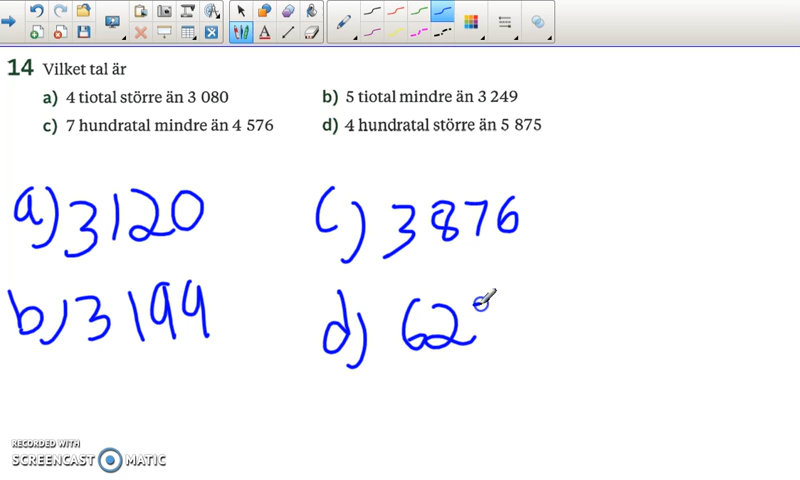 14 Vilket tal är
a) 4 tiotal större än 3 080
b) 5 tiotal mindre än 3 249
c) 7 hundratal mindre än 4 576
d) 4 hundratal större än 5 875
a) 3120
c) 3876
b) 3199
d) 62
RECORDED WITH
SCREENCAST MATIC